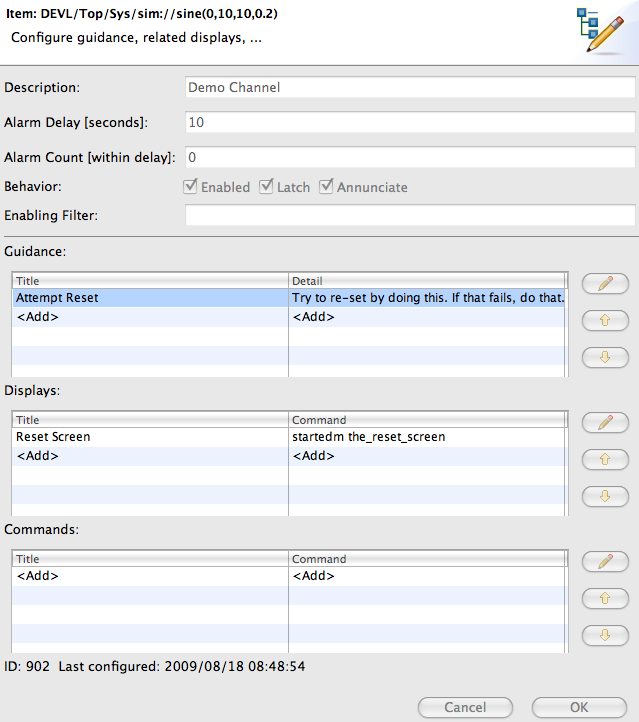 Item: DEVL/Top/Sys/sim://sine(0,10,10,0.2)
Configure guidance, related displays, ...
Description: Demo Channel
Alarm Delay [seconds]: 10
Alarm Count [within delay]: 0
Behavior: Enabled Latch Annunciate
Enabling Filter:
Guidance:
Title Detail
Attempt Reset Try to re-set by doing this. If that fails, do that.
<Add> <Add>
Displays:
Title Command
Reset Screen startedm the_reset_screen
<Add> <Add>
Commands:
Title Command
<Add> <Add>
ID: 902 Last configured: 2009/08/18 08:48:54
Cancel OK